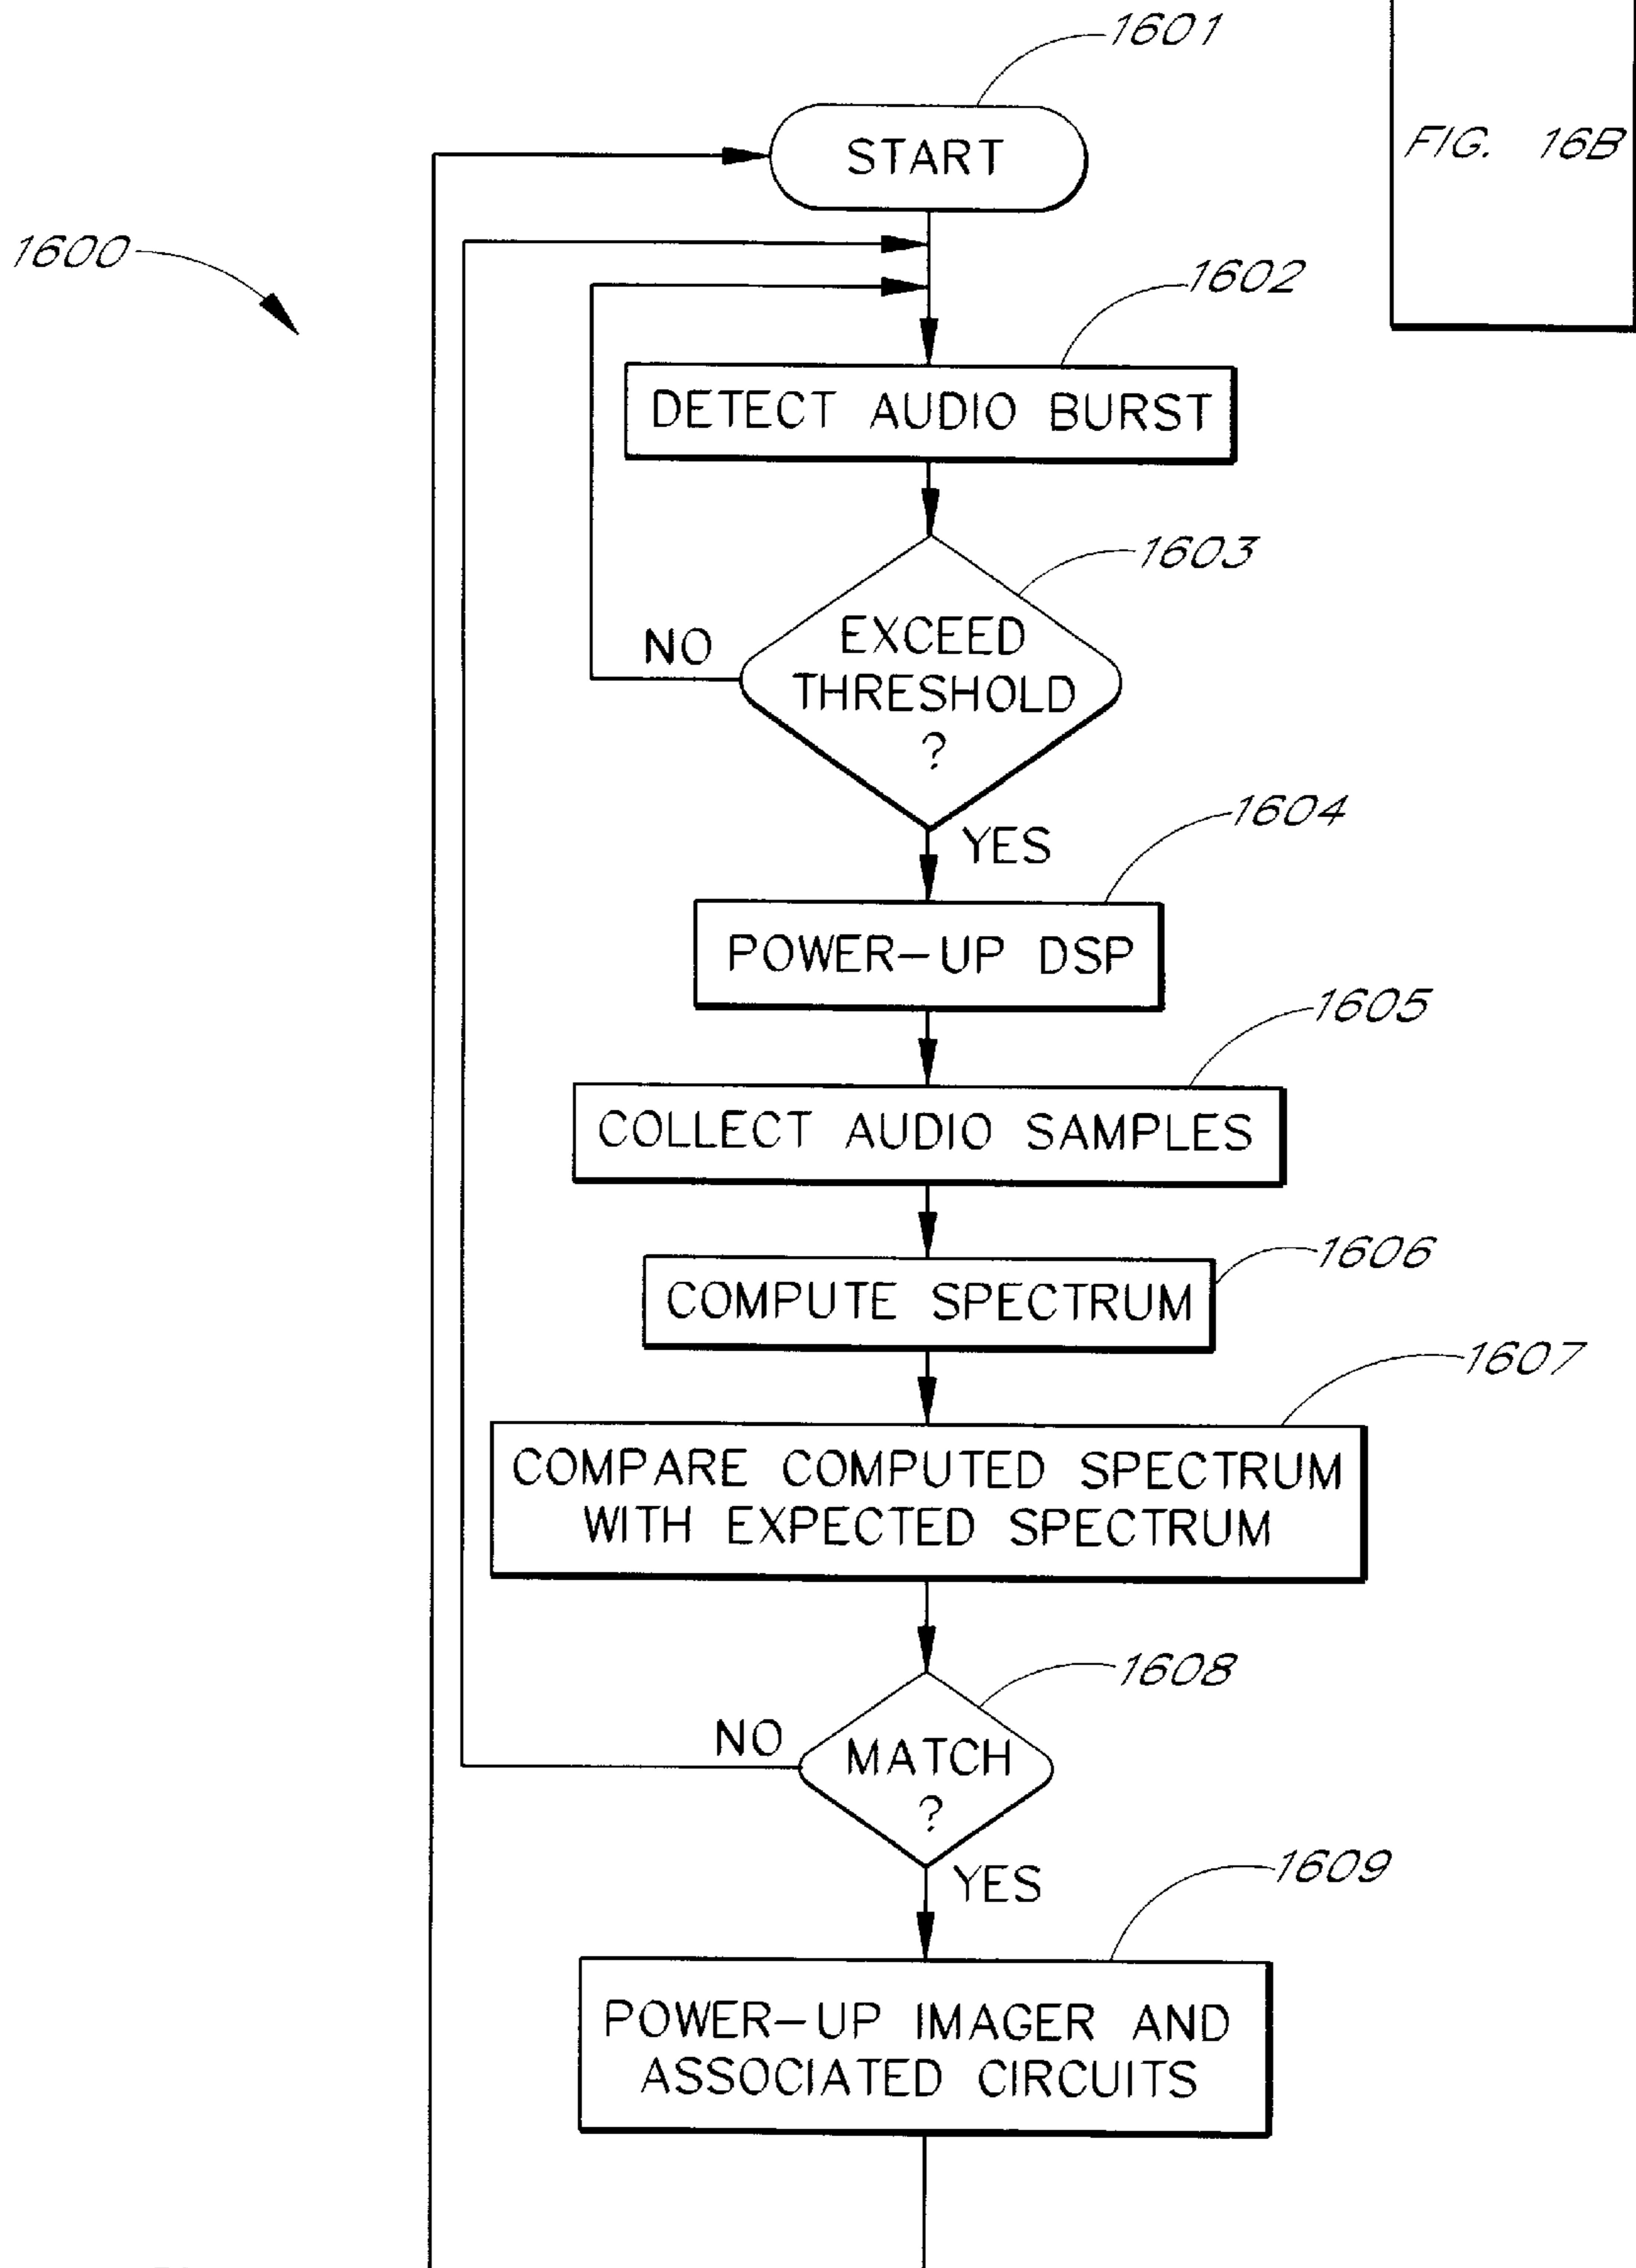 1601
START
FIG. 16B
1600
1602
DETECT AUDIO BURST
1603
EXCEED
THRESHOLD
?
NO
YES
1604
POWER-UP DSP
1605
COLLECT AUDIO SAMPLES
1606
COMPUTE SPECTRUM
1607
COMPARE COMPUTED SPECTRUM
WITH EXPECTED SPECTRUM
1608
NO
MATCH
?
YES
1609
POWER-UP IMAGER AND
ASSOCIATED CIRCUITS